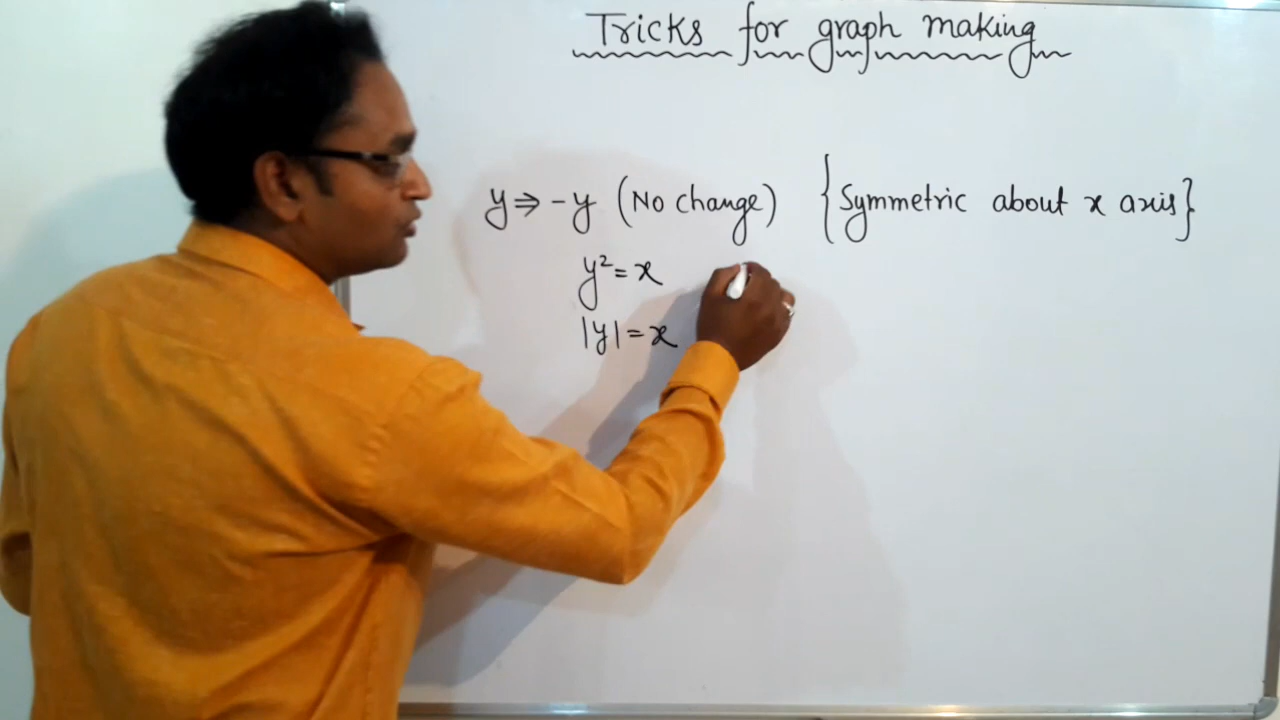 Tricks for graph making
y ⇒ -y (No change) {Symmetric about x axis}
y² = x
|y| = x